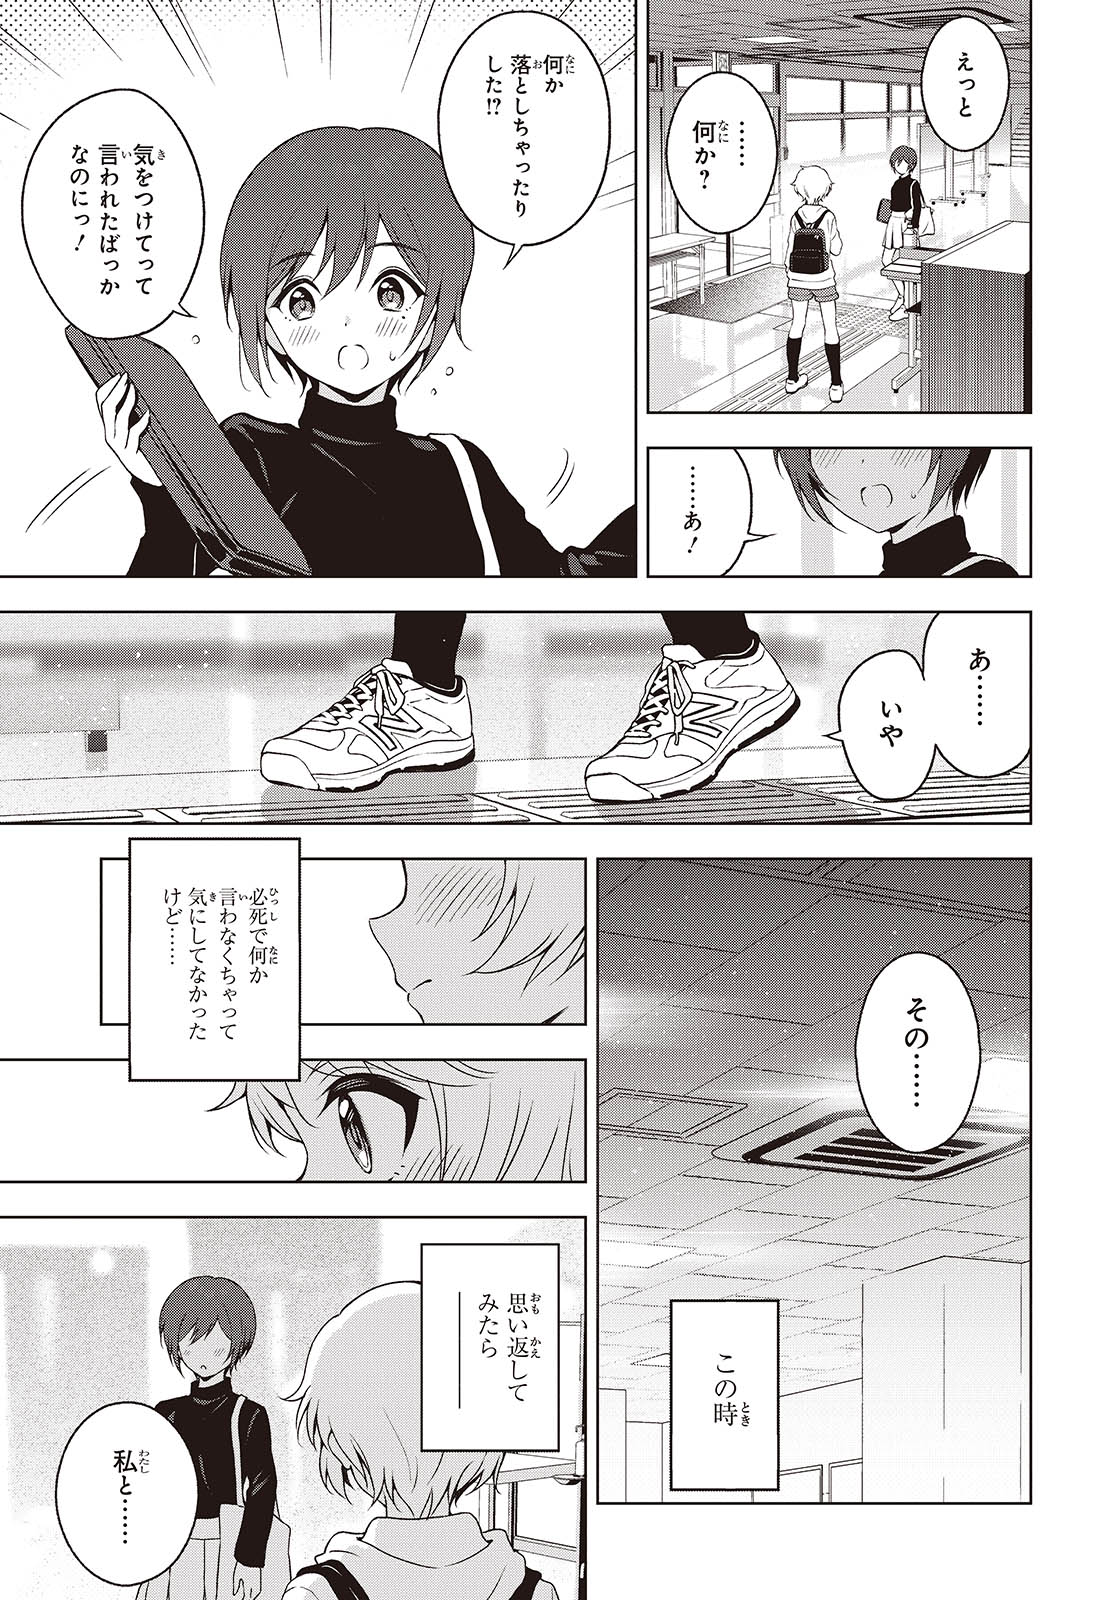 えっと
……
何か？
……あ！
何か
落としちゃったり
した!?
気をつけてって
言われたばっか
なのにっ！
あ……
いや
その……
この時
必死で何か
言わなくちゃって
気にしてなかった
けど……
思い返して
みたら
──
私と……